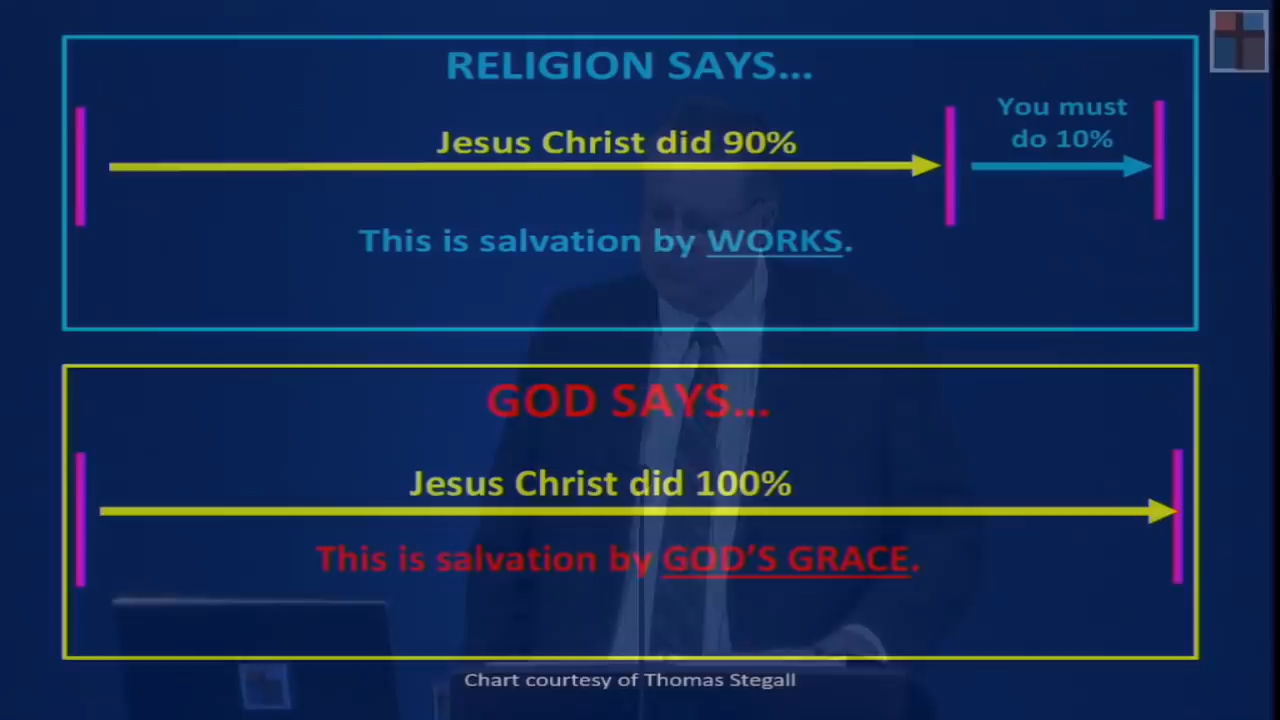 RELIGION SAYS...
Jesus Christ did 90%
You must
do 10%
This is salvation by WORKS.
GOD SAYS...
Jesus Christ did 100%
This is salvation by GOD'S GRACE.
Chart courtesy of Thomas Stegall